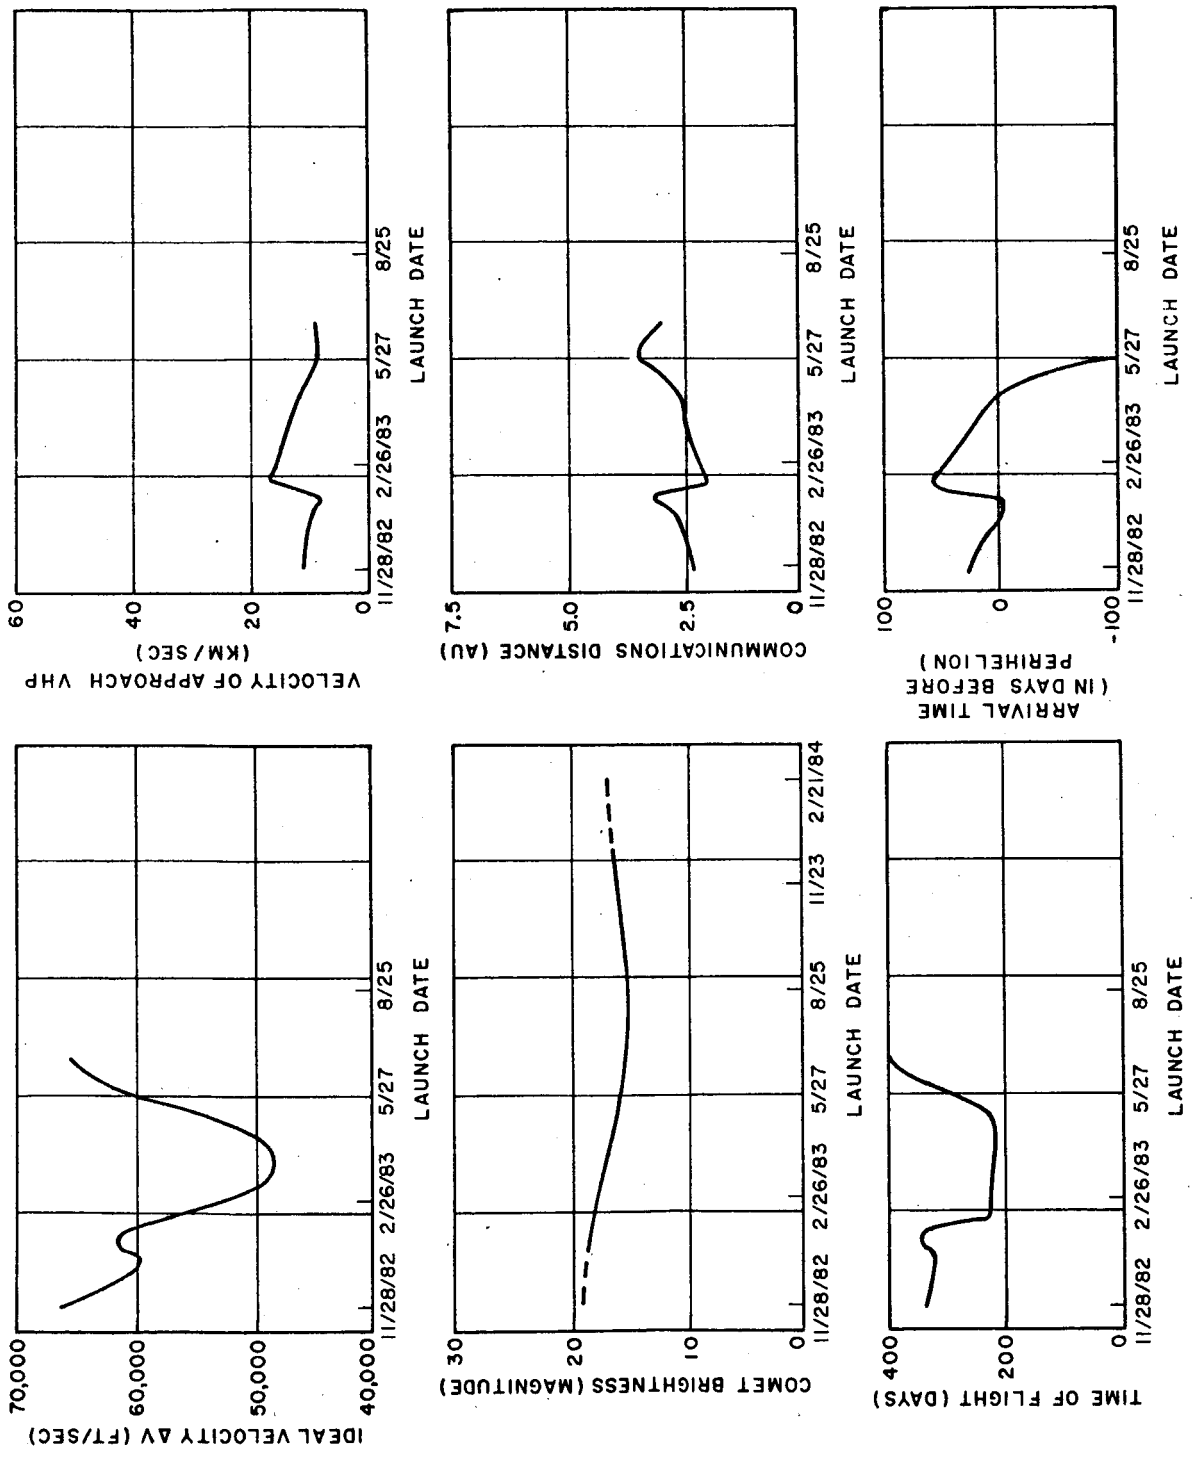 IDEAL VELOCITY ΔV (FT/SEC)
70,000
60,000
50,000
40,000
11/28/82 2/26/83 5/27 8/25
LAUNCH DATE
VELOCITY OF APPROACH VHP
(KM/SEC)
60
40
20
0
11/28/82 2/26/83 5/27 8/25
LAUNCH DATE
COMET BRIGHTNESS (MAGNITUDE)
30
20
10
0
11/28/82 2/26/83 5/27 8/25 11/23 2/21/84
LAUNCH DATE
COMMUNICATIONS DISTANCE (AU)
7.5
5.0
2.5
0
11/28/82 2/26/83 5/27 8/25
LAUNCH DATE
TIME OF FLIGHT (DAYS)
400
200
0
11/28/82 2/26/83 5/27 8/25
LAUNCH DATE
ARRIVAL TIME
(IN DAYS BEFORE
PERIHELION)
100
0
-100
11/28/82 2/26/83 5/27 8/25
LAUNCH DATE